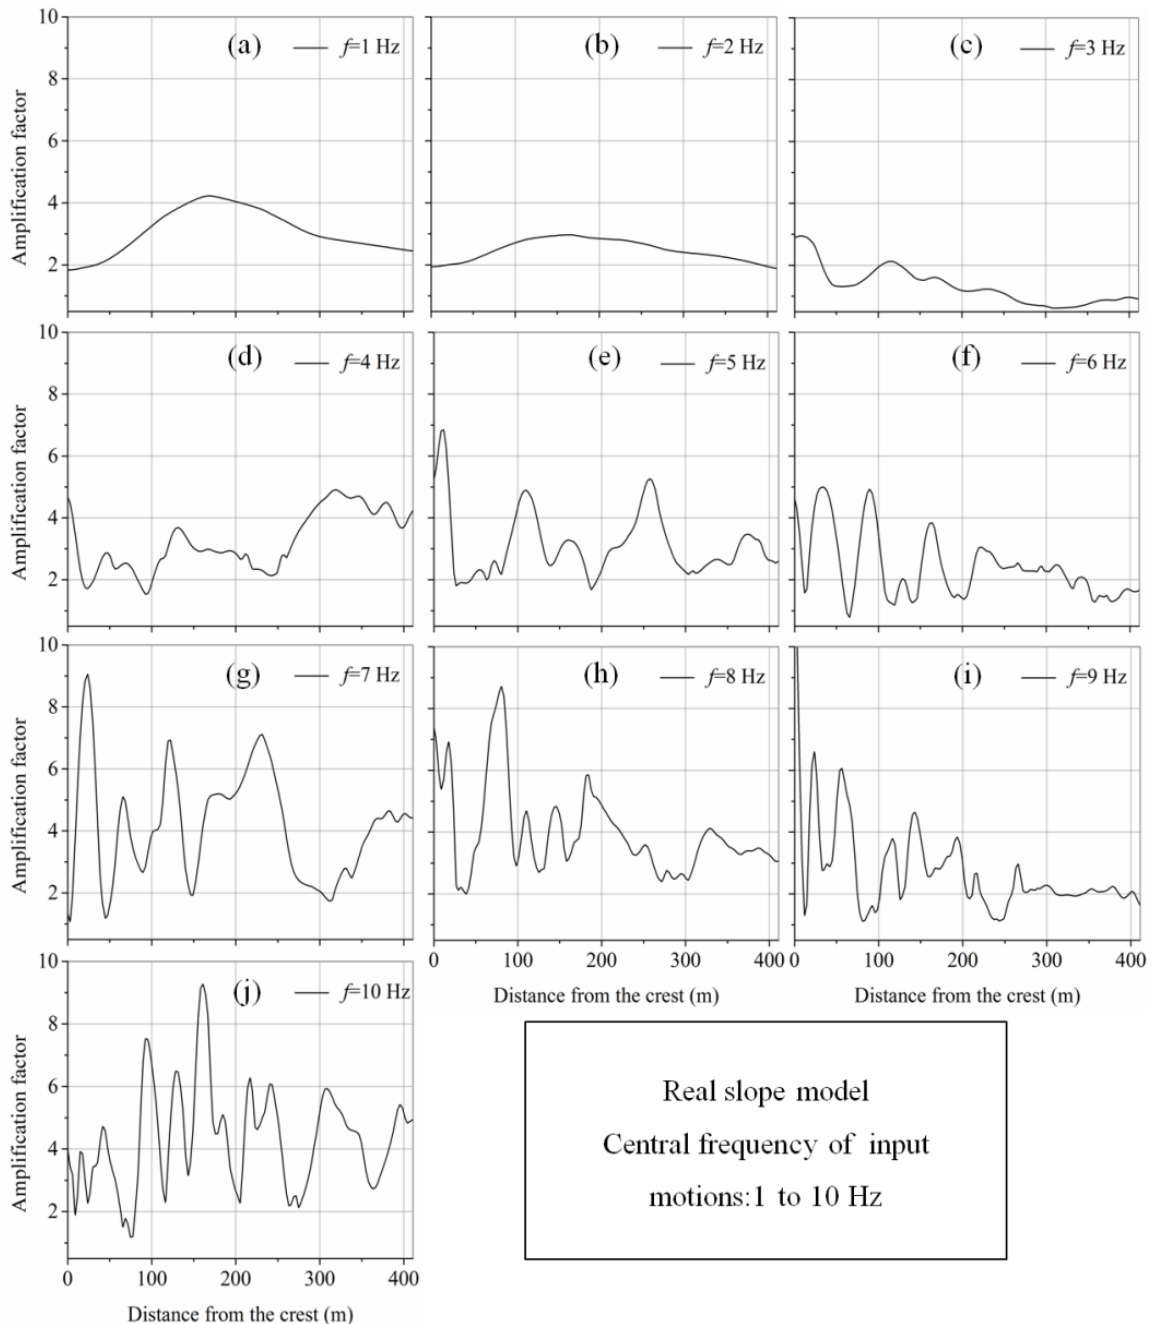 10
8
6
4
2
Amplification factor
(a) f=1 Hz
(b) f=2 Hz
(c) f=3 Hz
10
8
6
4
2
Amplification factor
(d) f=4 Hz
(e) f=5 Hz
(f) f=6 Hz
10
8
6
4
2
Amplification factor
(g) f=7 Hz
(h) f=8 Hz
(i) f=9 Hz
0 100 200 300 400
Distance from the crest (m)
0 100 200 300 400
Distance from the crest (m)
10
8
6
4
2
Amplification factor
(j) f=10 Hz
0 100 200 300 400
Distance from the crest (m)
Real slope model
Central frequency of input
motions:1 to 10 Hz